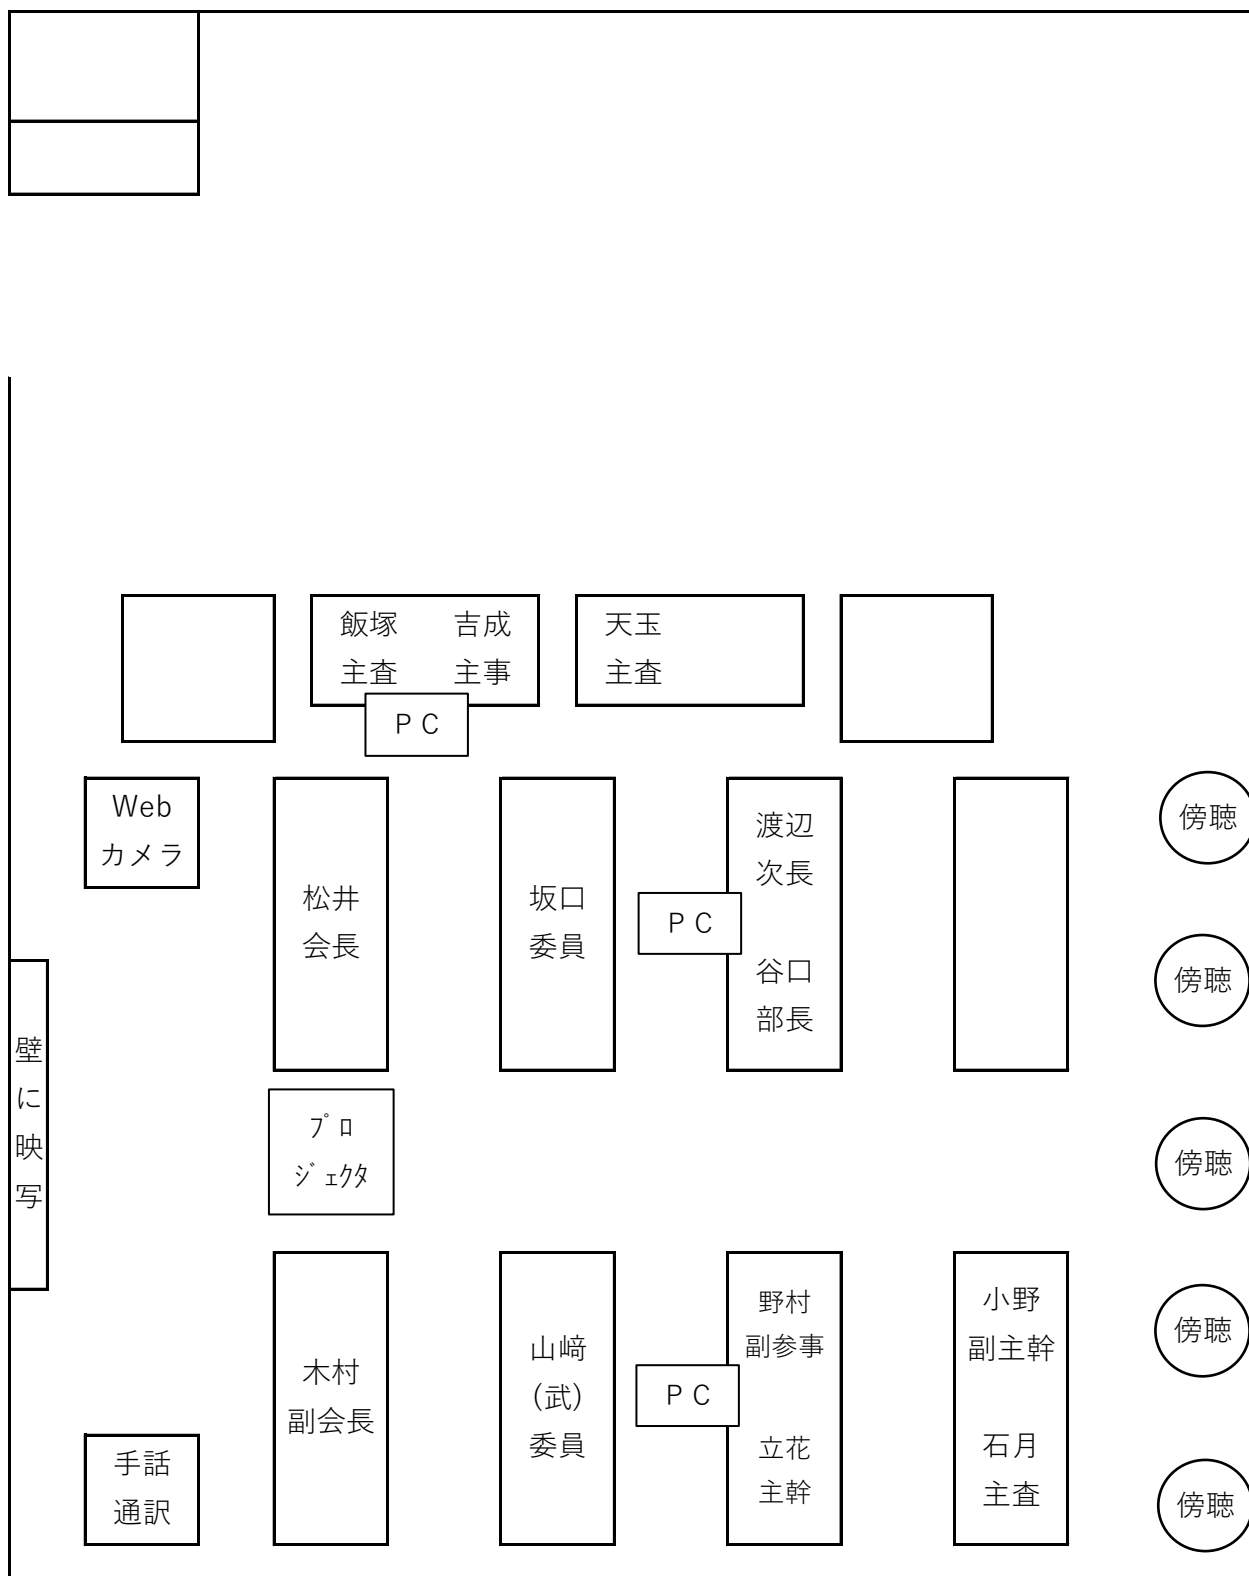 飯塚 吉成
主査 主事
天玉
主査
ＰＣ
Web
カメラ
松井
会長
坂口
委員
ＰＣ
渡辺
次長
谷口
部長
傍聴
傍聴
壁
に
映
写
ﾌﾟﾛ
ｼﾞｪｸﾀ
傍聴
木村
副会長
山﨑
(武)
委員
ＰＣ
野村
副参事
立花
主幹
小野
副主幹
石月
主査
傍聴
手話
通訳
傍聴